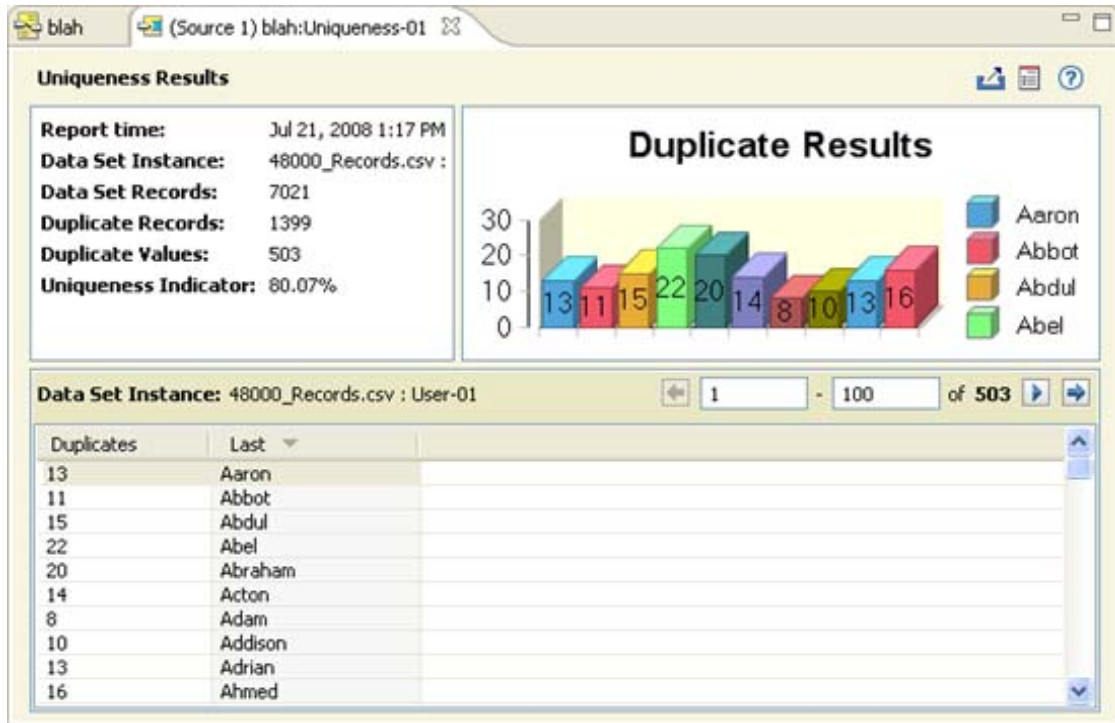 blah (Source 1) blah:Uniqueness-01
Uniqueness Results
Report time: Jul 21, 2008 1:17 PM
Data Set Instance: 48000_Records.csv :
Data Set Records: 7021
Duplicate Records: 1399
Duplicate Values: 503
Uniqueness Indicator: 80.07%
Duplicate Results
30
20
10
0
13 11 15 22 20 14 8 10 13 16
Aaron
Abbot
Abdul
Abel
Data Set Instance: 48000_Records.csv : User-01 1 - 100 of 503
Duplicates Last
13 Aaron
11 Abbot
15 Abdul
22 Abel
20 Abraham
14 Acton
8 Adam
10 Addison
13 Adrian
16 Ahmed